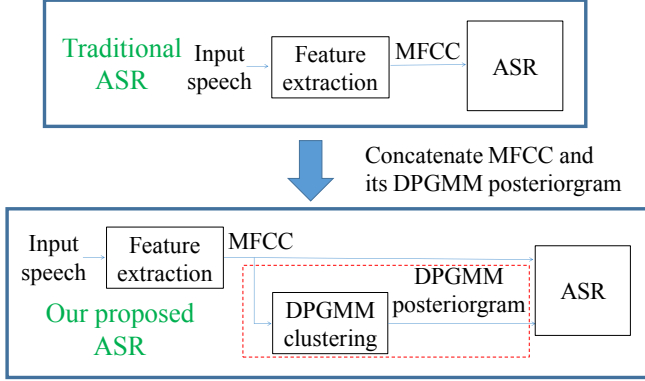 Traditional
ASR
Input
speech
Feature
extraction
MFCC
ASR
Concatenate MFCC and
its DPGMM posteriorgram
Input
speech
Feature
extraction
MFCC
DPGMM
posteriorgram
ASR
Our proposed
ASR
DPGMM
clustering